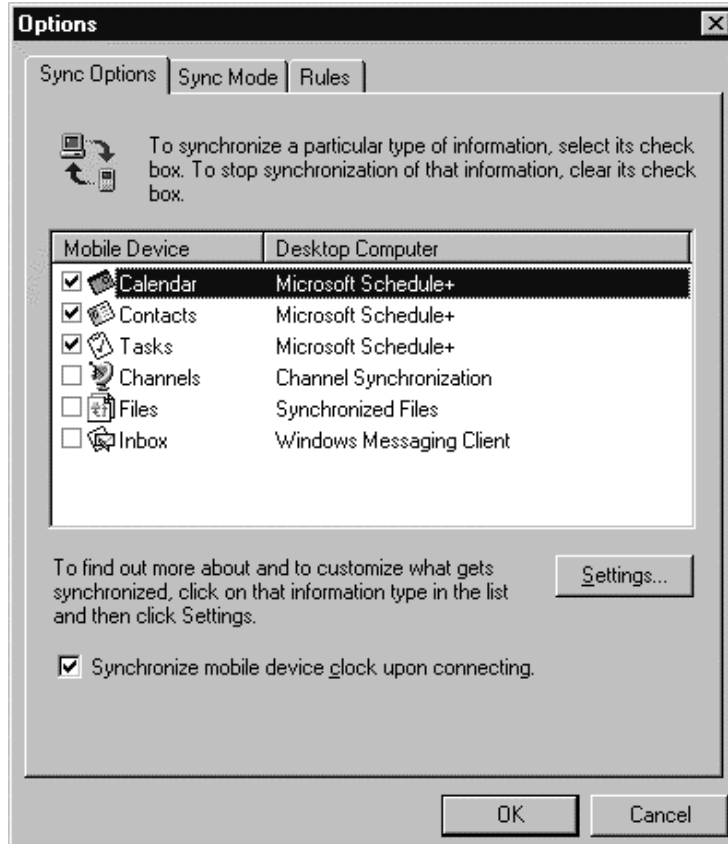 Options
Sync Options Sync Mode Rules
To synchronize a particular type of information, select its check
box. To stop synchronization of that information, clear its check
box.
Mobile Device Desktop Computer
Calendar Microsoft Schedule+
Contacts Microsoft Schedule+
Tasks Microsoft Schedule+
Channels Channel Synchronization
Files Synchronized Files
Inbox Windows Messaging Client
To find out more about and to customize what gets
synchronized, click on that information type in the list
and then click Settings.
Settings...
Synchronize mobile device clock upon connecting.
OK Cancel